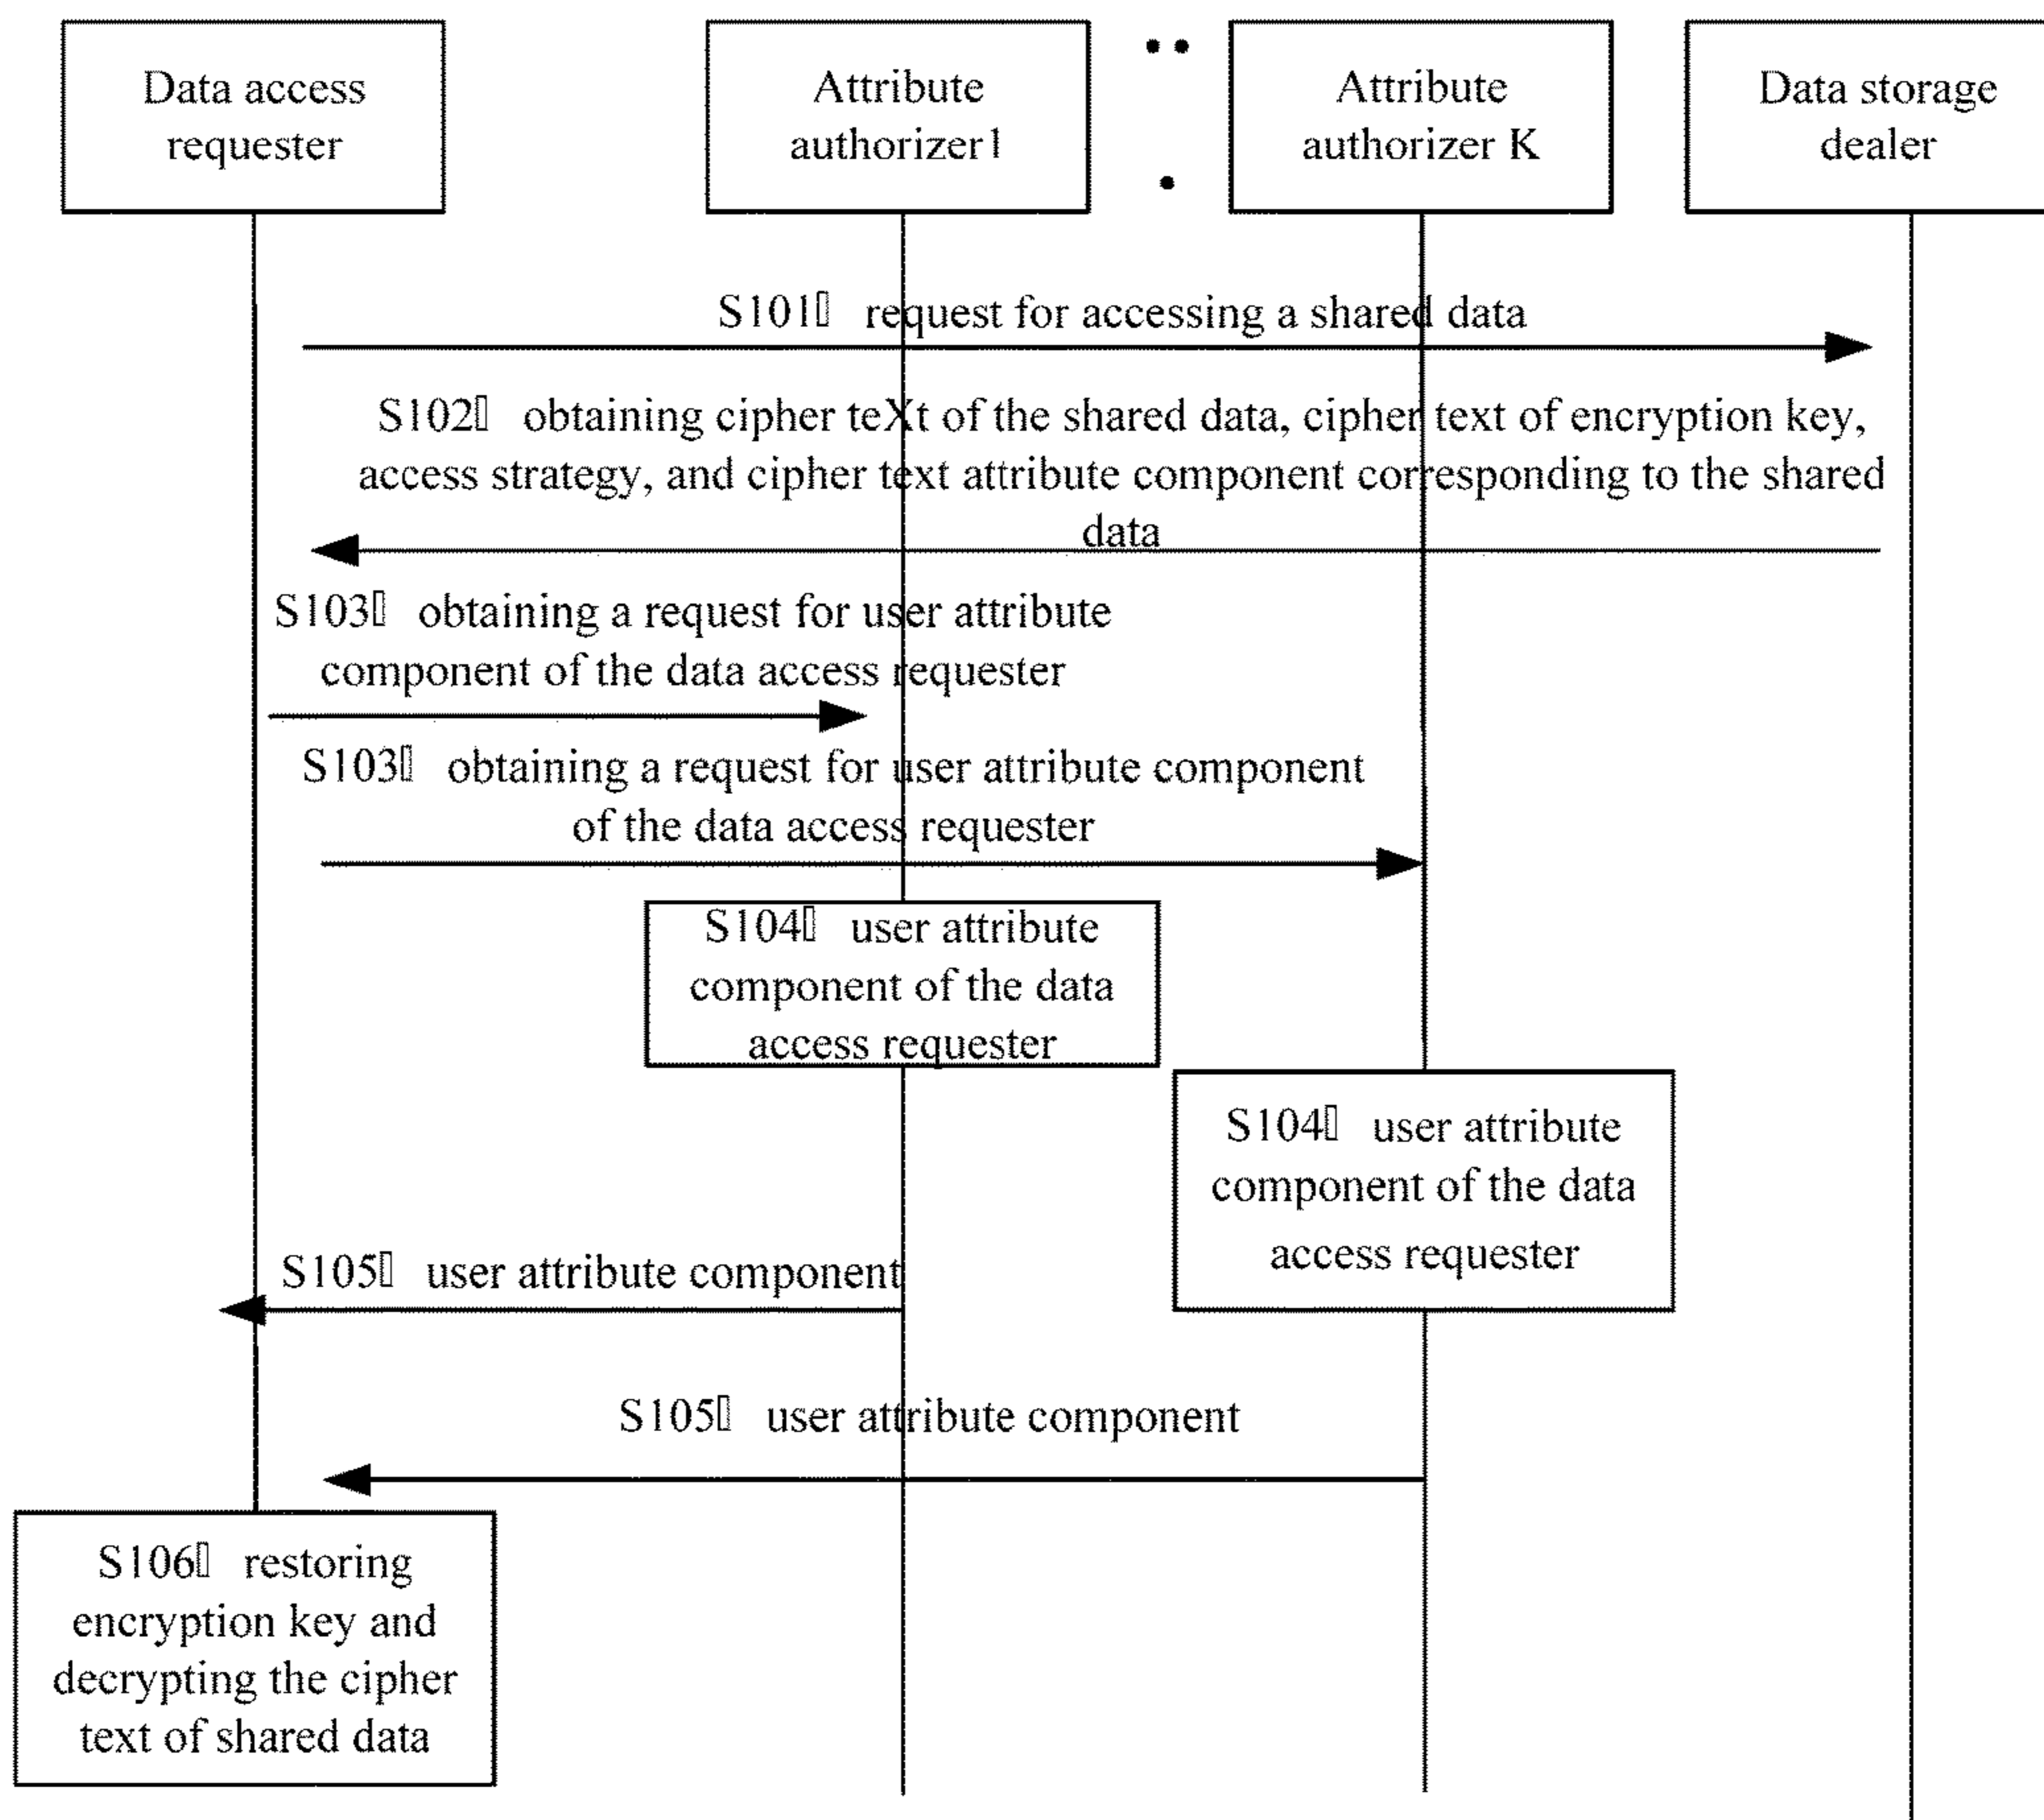 Data access
requester
Attribute
authorizer1
Attribute
authorizer K
Data storage
dealer
S101▯ request for accessing a shared data
S102▯ obtaining cipher teXt of the shared data, cipher text of encryption key,
access strategy, and cipher text attribute component corresponding to the shared
data
S103▯ obtaining a request for user attribute
component of the data access requester
S103▯ obtaining a request for user attribute component
of the data access requester
S104▯ user attribute
component of the data
access requester
S104▯ user attribute
component of the data
access requester
S105▯ user attribute component
S105▯ user attribute component
S106▯ restoring
encryption key and
decrypting the cipher
text of shared data